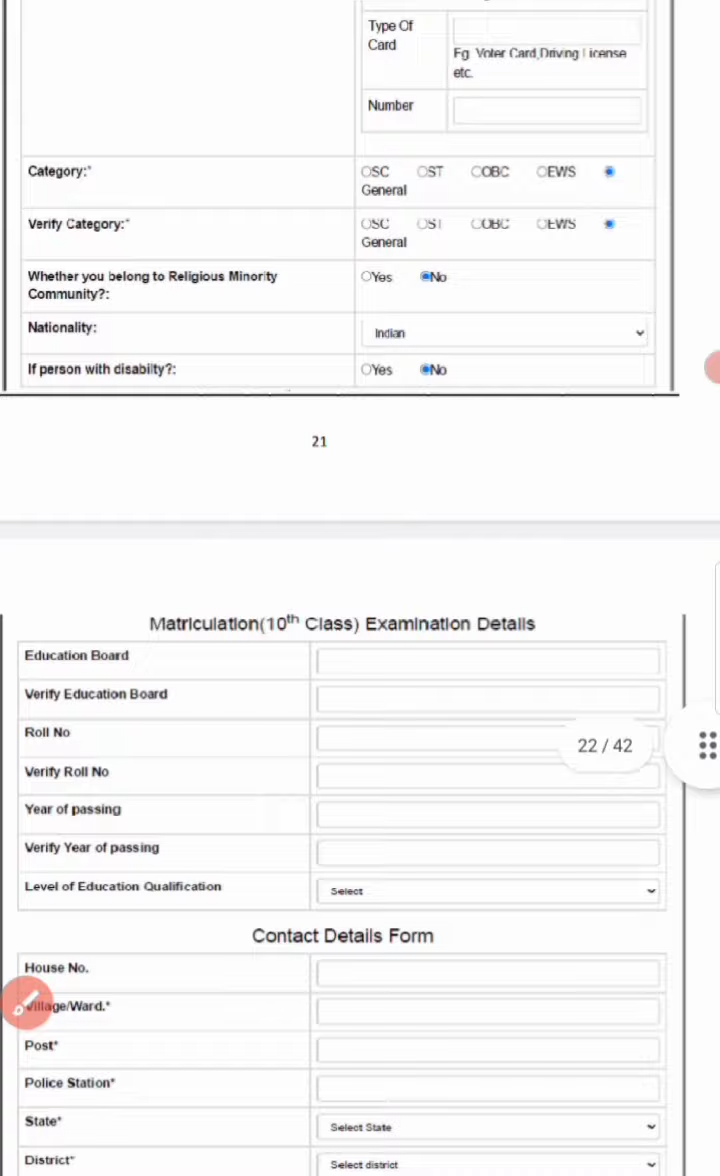 Type Of
Card
Fg. Voter Card,Driving License
etc.
Number
Category:*
SC ST OBC EWS
General
Verify Category:*
SC ST OBC EWS
General
Whether you belong to Religious Minority
Community?:
Yes No
Nationality:
Indian
If person with disabilty?:
Yes No
21
Matriculation(10th Class) Examination Details
Education Board
Verify Education Board
Roll No
22 / 42
Verify Roll No
Year of passing
Verify Year of passing
Level of Education Qualification
Select
Contact Details Form
House No.
Village/Ward.*
Post*
Police Station*
State*
Select State
District*
Select district